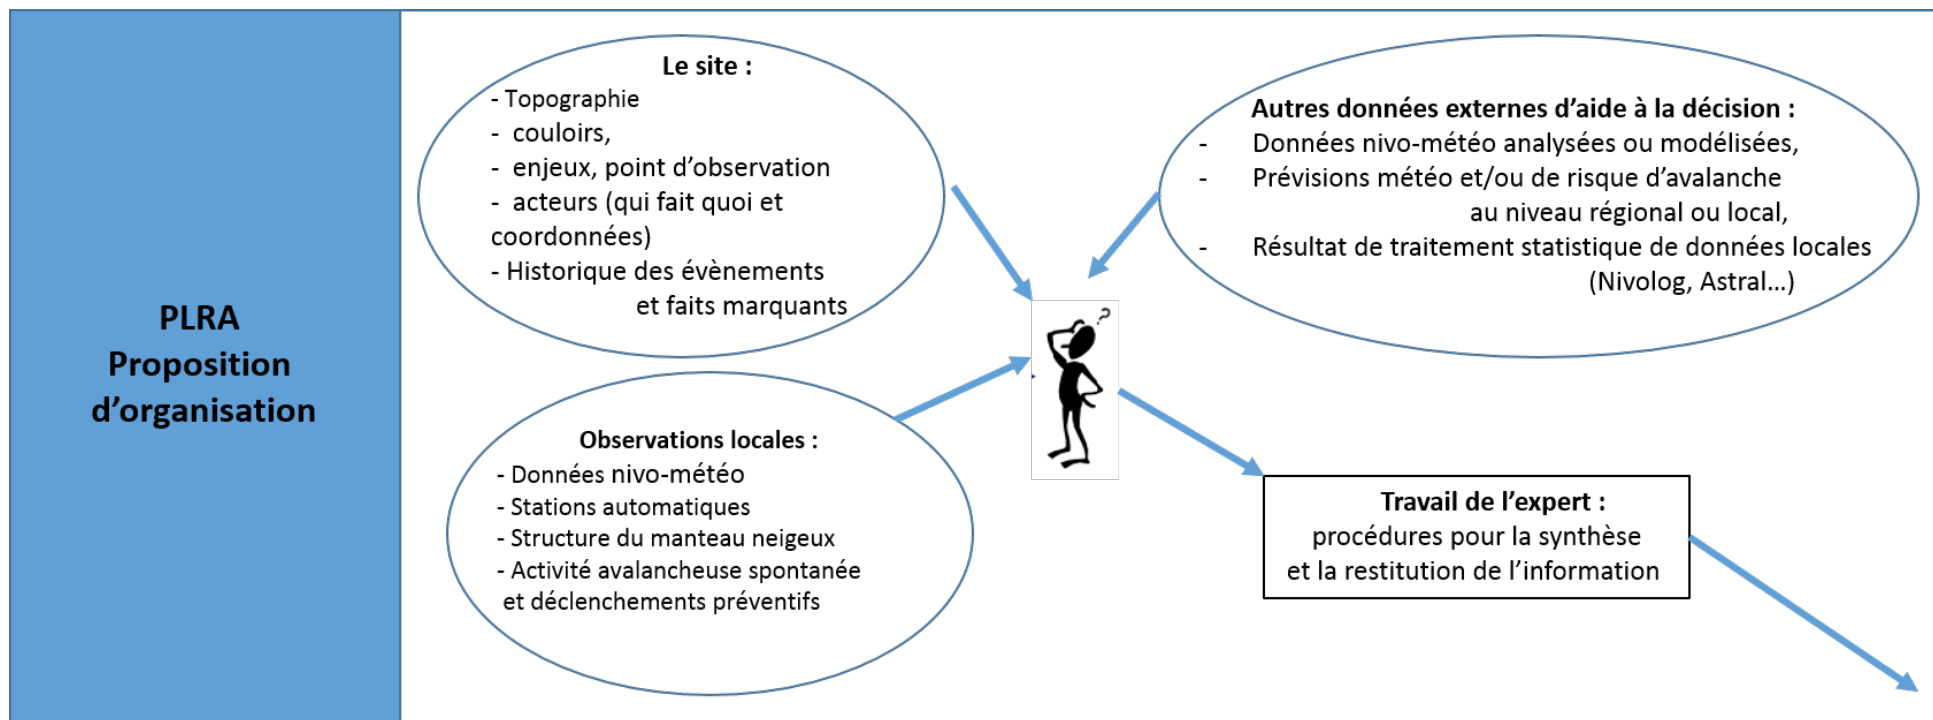 PLRA
Proposition
d'organisation
Le site :
- Topographie
- couloirs,
- enjeux, point d'observation
- acteurs (qui fait quoi et
coordonnées)
- Historique des évènements
et faits marquants
Autres données externes d'aide à la décision :
- Données nivo-météo analysées ou modélisées,
- Prévisions météo et/ou de risque d'avalanche
au niveau régional ou local,
- Résultat de traitement statistique de données locales
(Nivolog, Astral...)
?
Observations locales :
- Données nivo-météo
- Stations automatiques
- Structure du manteau neigeux
- Activité avalancheuse spontanée
et déclenchements préventifs
Travail de l'expert :
procédures pour la synthèse
et la restitution de l'information